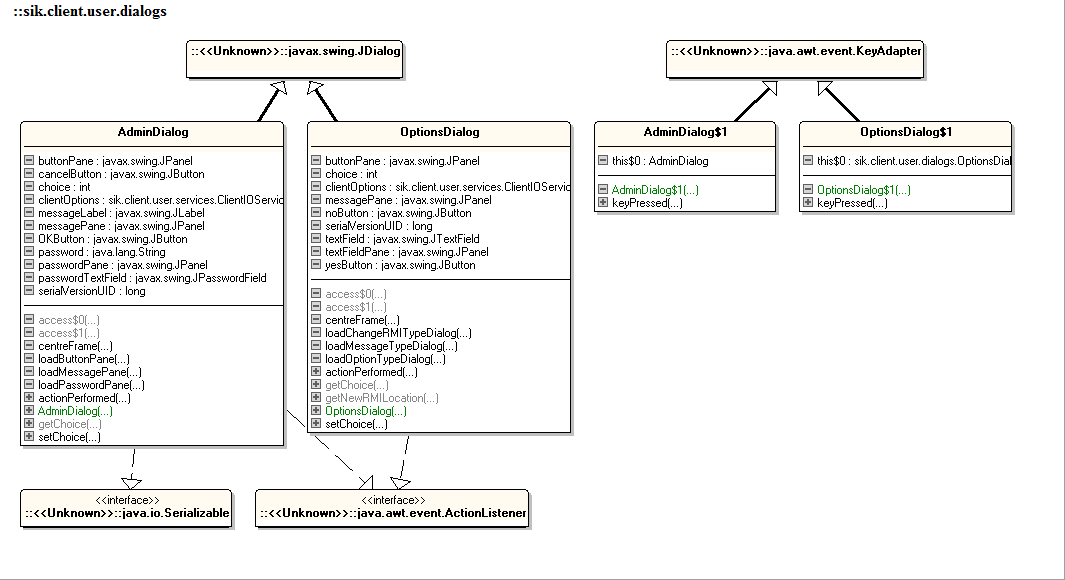 ::sik.client.user.dialogs
::<<Unknown>>::javax.swing.JDialog
::<<Unknown>>::java.awt.event.KeyAdapter
AdminDialog
buttonPane : javax.swing.JPanel
cancelButton : javax.swing.JButton
choice : int
clientOptions : sik.client.user.services.ClientIOServic
messageLabel : javax.swing.JLabel
messagePane : javax.swing.JPanel
OKButton : javax.swing.JButton
password : java.lang.String
passwordPane : javax.swing.JPanel
passwordTextField : javax.swing.JPasswordField
serialVersionUID : long
access$0(...)
access$1(...)
centreFrame(...)
loadButtonPane(...)
loadMessagePane(...)
loadPasswordPane(...)
actionPerformed(...)
AdminDialog(...)
getChoice(...)
setChoice(...)
OptionsDialog
buttonPane : javax.swing.JPanel
choice : int
clientOptions : sik.client.user.services.ClientIOServic
messagePane : javax.swing.JPanel
noButton : javax.swing.JButton
serialVersionUID : long
textField : javax.swing.JTextField
textFieldPane : javax.swing.JPanel
yesButton : javax.swing.JButton
access$0(...)
access$1(...)
centreFrame(...)
loadChangeRMITypeDialog(...)
loadMessageTypeDialog(...)
loadOptionTypeDialog(...)
actionPerformed(...)
getChoice(...)
getNewRMILocation(...)
OptionsDialog(...)
setChoice(...)
AdminDialog$1
this$0 : AdminDialog
AdminDialog$1(...)
keyPressed(...)
OptionsDialog$1
this$0 : sik.client.user.dialogs.OptionsDial
OptionsDialog$1(...)
keyPressed(...)
<<interface>>
::<<Unknown>>::java.io.Serializable
<<interface>>
::<<Unknown>>::java.awt.event.ActionListener